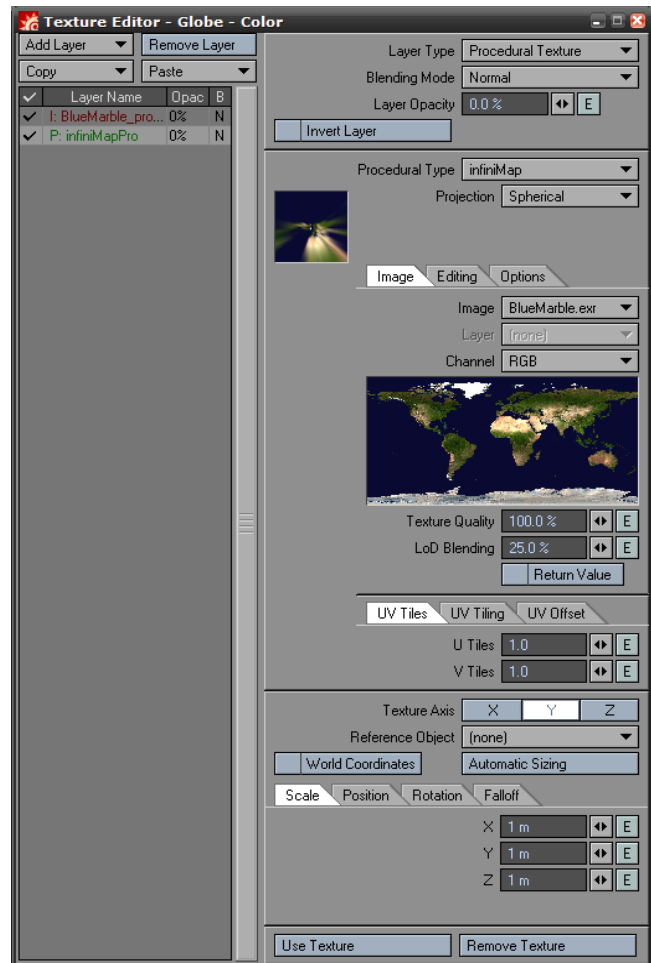 Texture Editor - Globe - Color
Add Layer Remove Layer
Copy Paste
Layer Name Opac B
I: BlueMarble_pro... 0% N
P: infiniMapPro 0% N
Layer Type Procedural Texture
Blending Mode Normal
Layer Opacity 0.0 % E
Invert Layer
Procedural Type infiniMap
Projection Spherical
Image Editing Options
Image BlueMarble.exr
Layer (none)
Channel RGB
Texture Quality 100.0 % E
LoD Blending 25.0 % E
Return Value
UV Tiles UV Tiling UV Offset
U Tiles 1.0 E
V Tiles 1.0 E
Texture Axis X Y Z
Reference Object (none)
World Coordinates Automatic Sizing
Scale Position Rotation Falloff
X 1 m E
Y 1 m E
Z 1 m E
Use Texture Remove Texture